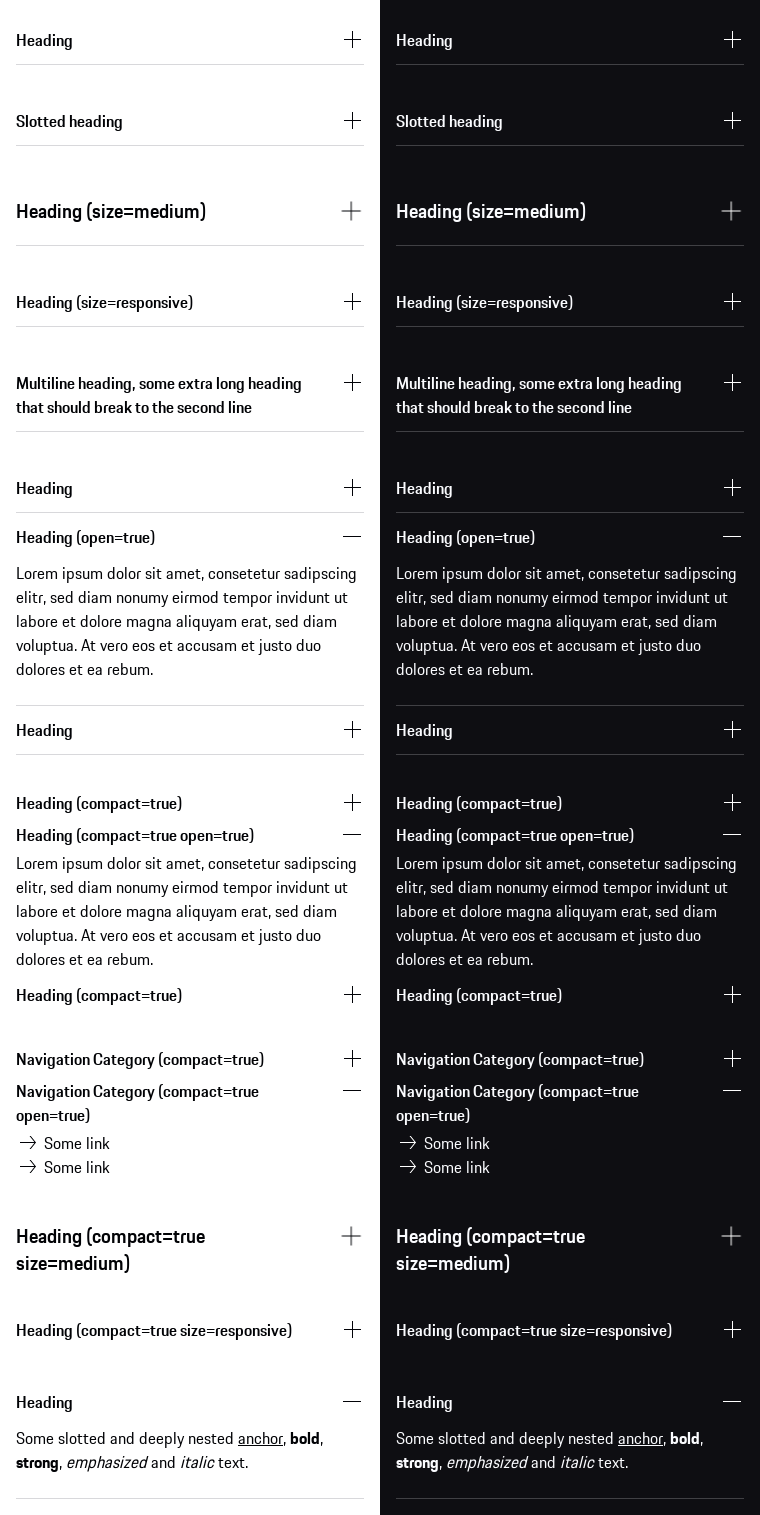 Heading
Slotted heading
Heading (size=medium)
Heading (size=responsive)
Multiline heading, some extra long heading
that should break to the second line
Heading
Heading (open=true)
Lorem ipsum dolor sit amet, consetetur sadipscing
elitr, sed diam nonumy eirmod tempor invidunt ut
labore et dolore magna aliquyam erat, sed diam
voluptua. At vero eos et accusam et justo duo
dolores et ea rebum.
Heading
Heading (compact=true)
Heading (compact=true open=true)
Lorem ipsum dolor sit amet, consetetur sadipscing
elitr, sed diam nonumy eirmod tempor invidunt ut
labore et dolore magna aliquyam erat, sed diam
voluptua. At vero eos et accusam et justo duo
dolores et ea rebum.
Heading (compact=true)
Navigation Category (compact=true)
Navigation Category (compact=true
open=true)
Some link
Some link
Heading (compact=true
size=medium)
Heading (compact=true size=responsive)
Heading
Some slotted and deeply nested anchor, bold,
strong, emphasized and italic text.
Heading
Slotted heading
Heading (size=medium)
Heading (size=responsive)
Multiline heading, some extra long heading
that should break to the second line
Heading
Heading (open=true)
Lorem ipsum dolor sit amet, consetetur sadipscing
elitr, sed diam nonumy eirmod tempor invidunt ut
labore et dolore magna aliquyam erat, sed diam
voluptua. At vero eos et accusam et justo duo
dolores et ea rebum.
Heading
Heading (compact=true)
Heading (compact=true open=true)
Lorem ipsum dolor sit amet, consetetur sadipscing
elitr, sed diam nonumy eirmod tempor invidunt ut
labore et dolore magna aliquyam erat, sed diam
voluptua. At vero eos et accusam et justo duo
dolores et ea rebum.
Heading (compact=true)
Navigation Category (compact=true)
Navigation Category (compact=true
open=true)
Some link
Some link
Heading (compact=true
size=medium)
Heading (compact=true size=responsive)
Heading
Some slotted and deeply nested anchor, bold,
strong, emphasized and italic text.